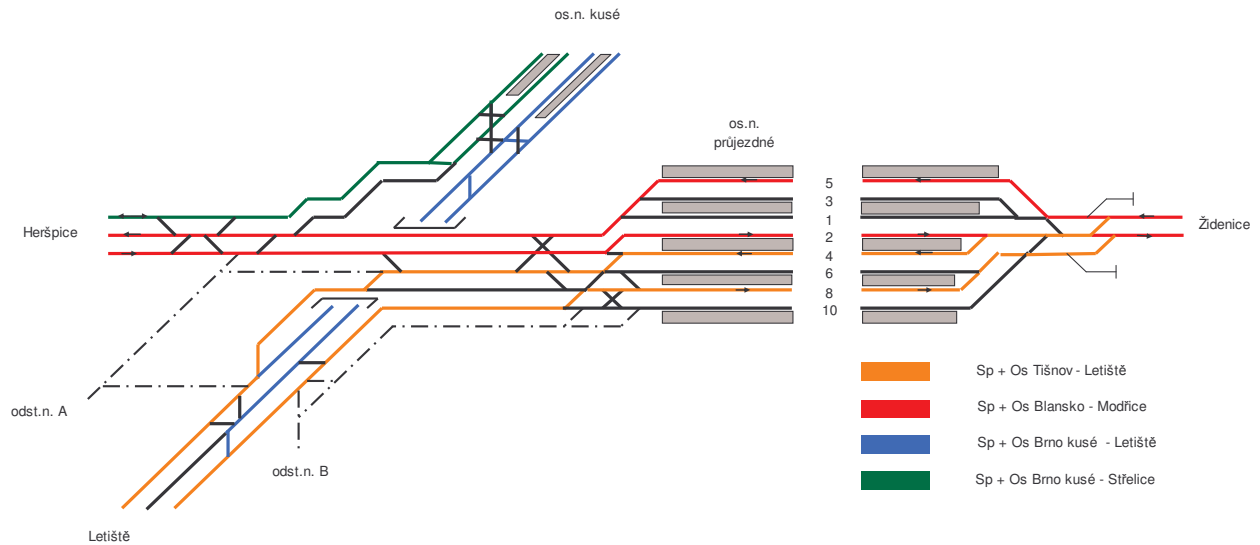 os.n. kusé
os.n.
průjezdné
5
3
1
2
4
6
8
10
Heršpice
Židenice
odst.n. A
odst.n. B
Letiště
Sp + Os Tišnov - Letiště
Sp + Os Blansko - Modřice
Sp + Os Brno kusé - Letiště
Sp + Os Brno kusé - Střelice